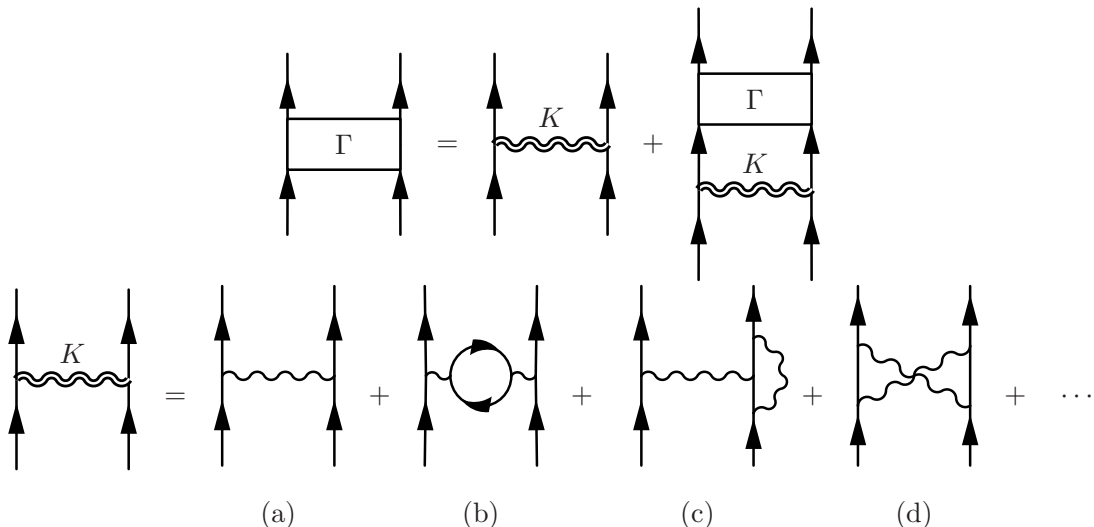 Γ = K + Γ K
K = + + + + ···
(a) (b) (c) (d)